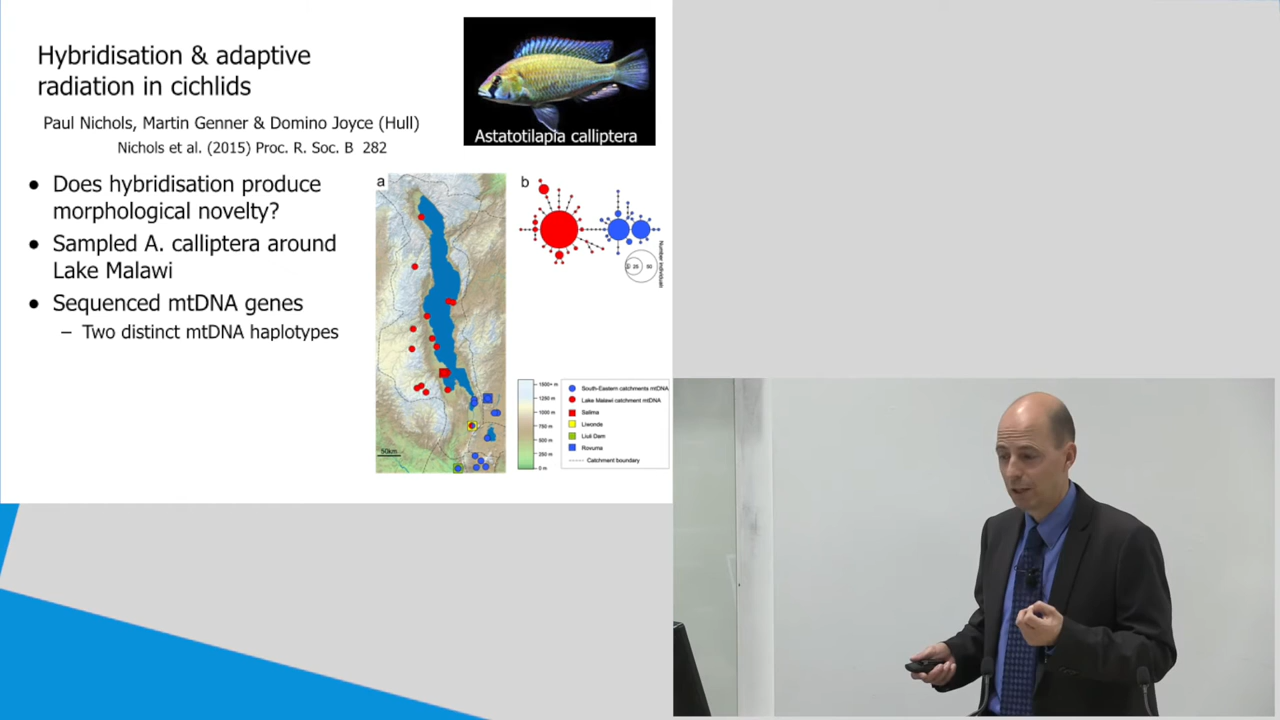 Hybridisation & adaptive
radiation in cichlids
Paul Nichols, Martin Genner & Domino Joyce (Hull)
Nichols et al. (2015) Proc. R. Soc. B 282
Astatotilapia calliptera
• Does hybridisation produce
morphological novelty?
• Sampled A. calliptera around
Lake Malawi
• Sequenced mtDNA genes
– Two distinct mtDNA haplotypes
a
50km
b
Number individuals
25 50
1500+ m
1250 m
1000 m
750 m
500 m
250 m
0 m
South-Eastern catchments mtDNA
Lake Malawi catchment mtDNA
Salima
Liwonde
Liuli Dam
Rovuma
Catchment boundary